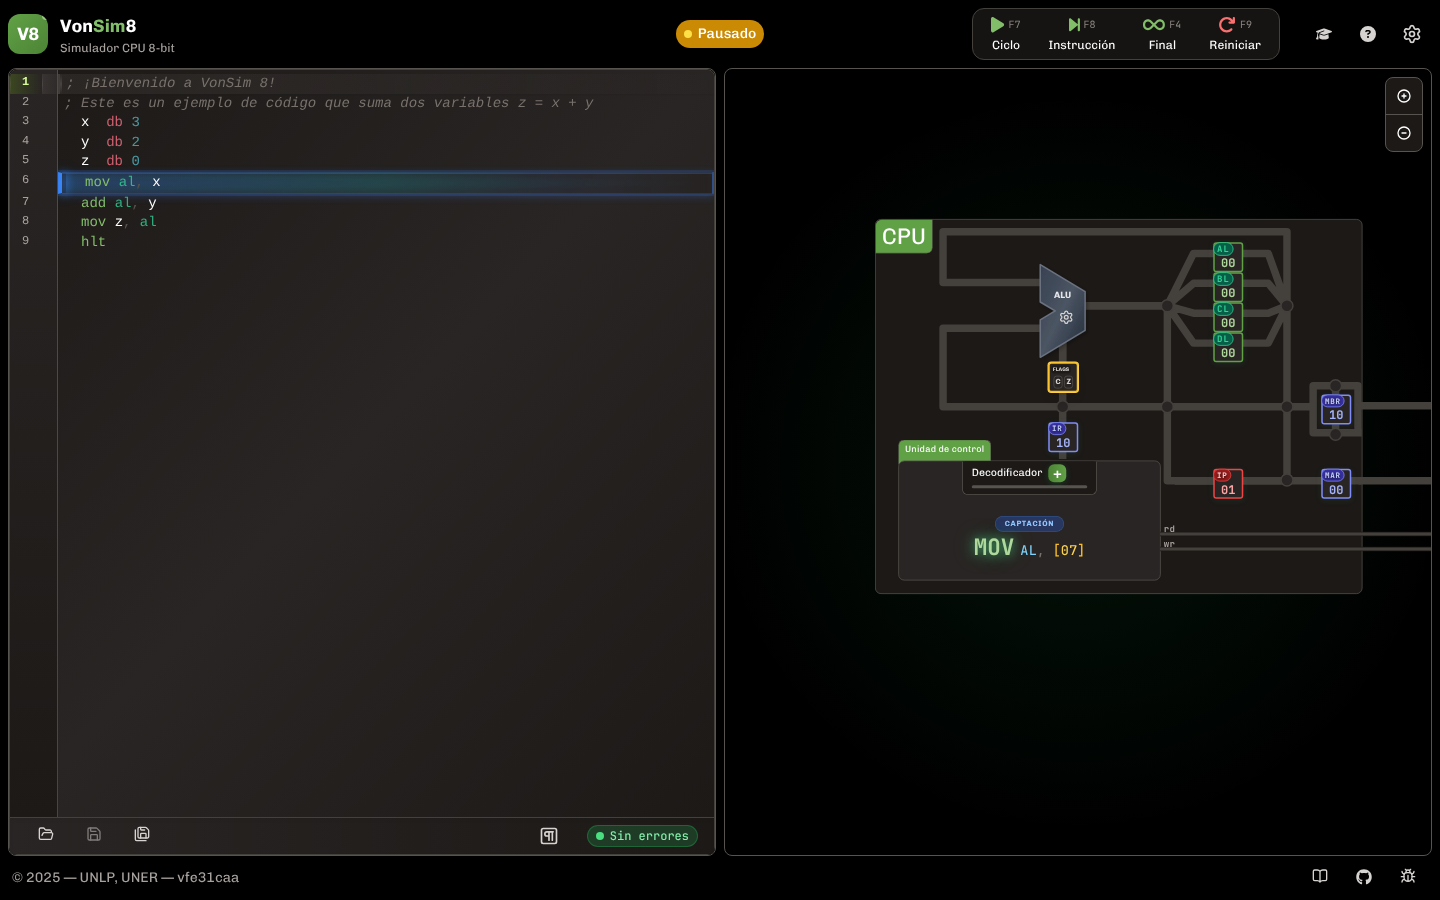 V8
VonSim8
Simulador CPU 8-bit
Pausado
F7
Ciclo
F8
Instrucción
F4
Final
F9
Reiniciar
1 ; ¡Bienvenido a VonSim 8!
2 ; Este es un ejemplo de código que suma dos variables z = x + y
3 x db 3
4 y db 2
5 z db 0
6 mov al, x
7 add al, y
8 mov z, al
9 hlt
Sin errores
CPU
ALU
AL
00
BL
00
CL
00
DL
00
FLAGS
C Z
MBR
10
IR
10
Unidad de control
Decodificador
IP
01
MAR
00
CAPTACIÓN
MOV AL, [07]
rd
wr
© 2025 — UNLP, UNER — vfe31caa